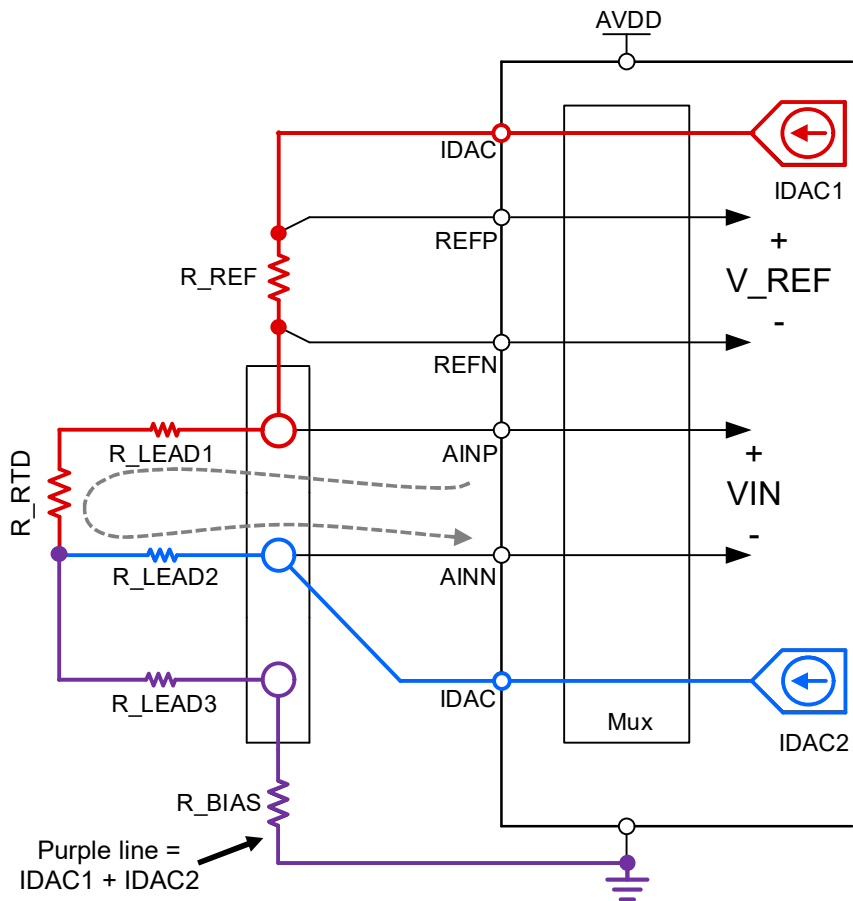 AVDD
IDAC
IDAC1
REFP
+
R_REF
V_REF
-
REFN
R_LEAD1
AINP
+
R_RTD
VIN
-
R_LEAD2
AINN
R_LEAD3
IDAC
Mux
IDAC2
R_BIAS
Purple line =
IDAC1 + IDAC2